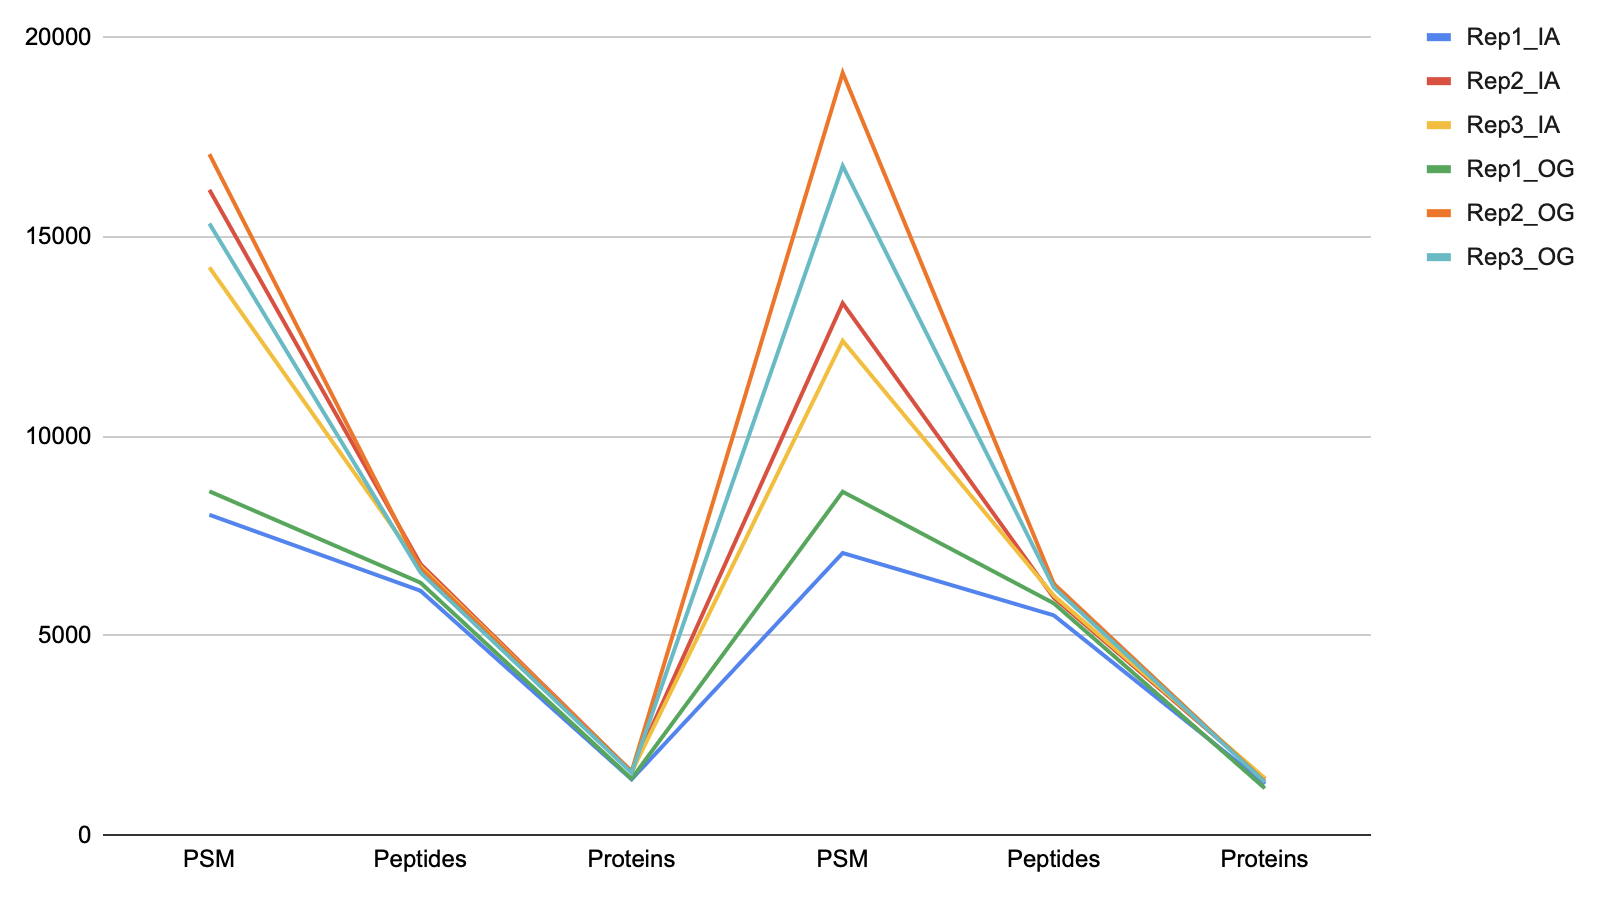 20000
15000
10000
5000
0
PSM Peptides Proteins PSM Peptides Proteins
Rep1_IA
Rep2_IA
Rep3_IA
Rep1_OG
Rep2_OG
Rep3_OG